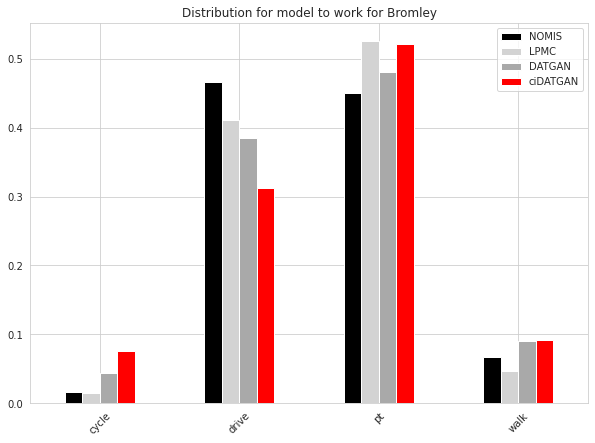 Distribution for model to work for Bromley
NOMIS
LPMC
DATGAN
ciDATGAN
0.5
0.4
0.3
0.2
0.1
0.0
cycle
drive
pt
walk